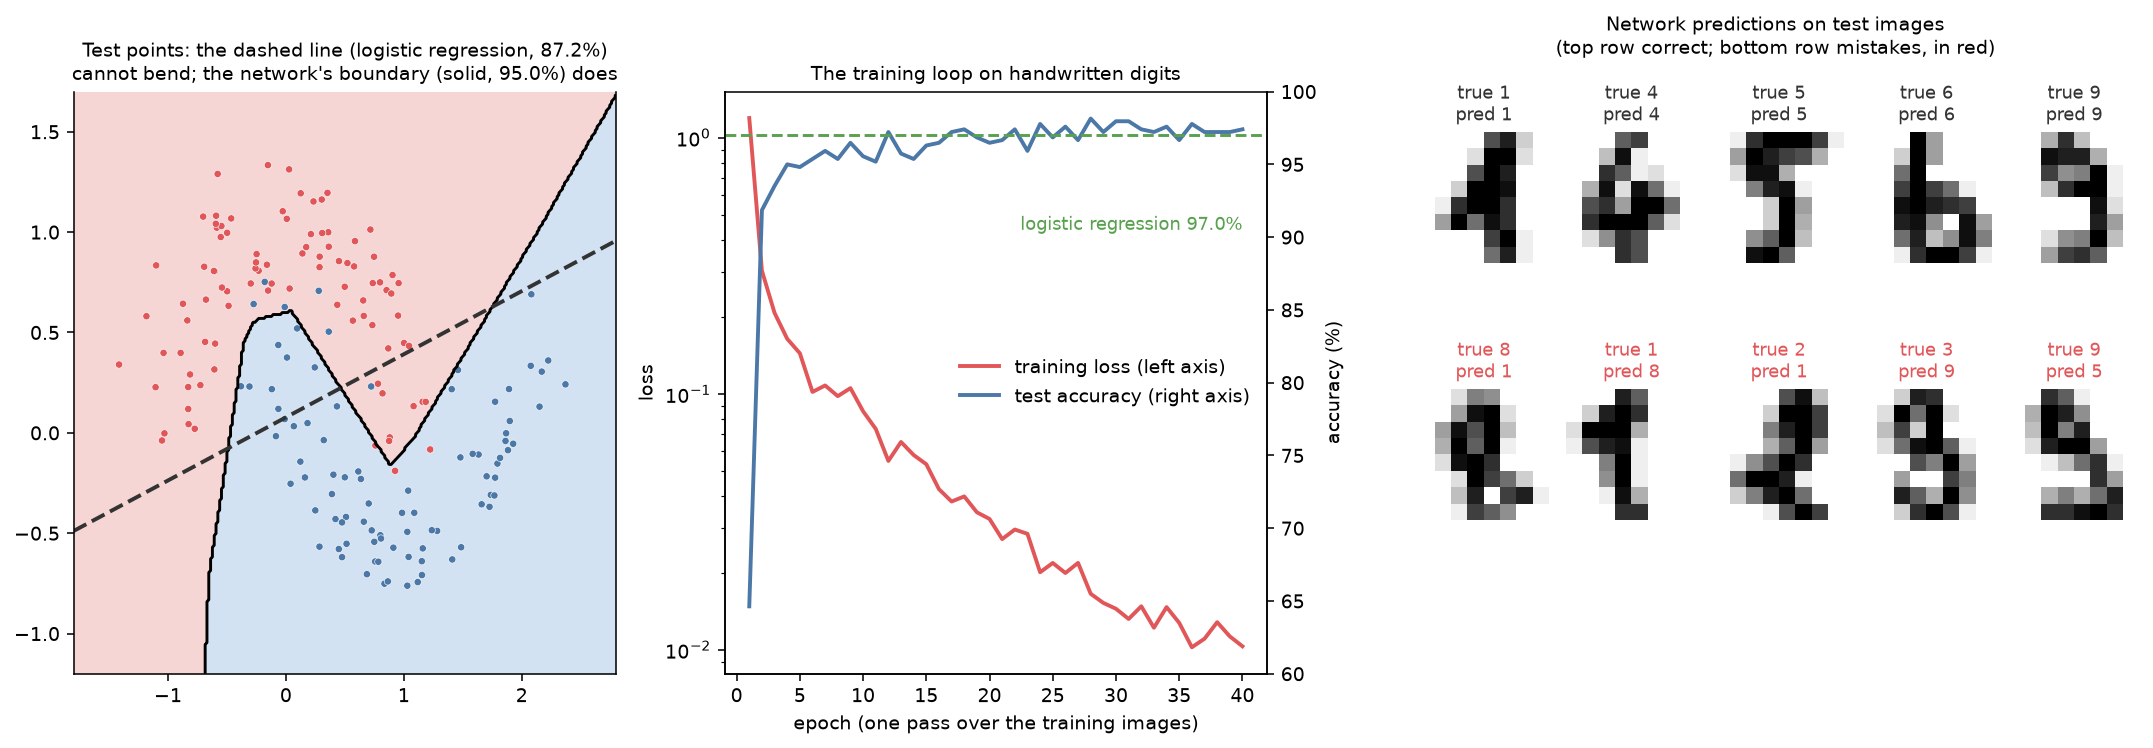 Test points: the dashed line (logistic regression, 87.2%)
cannot bend; the network's boundary (solid, 95.0%) does
1.5
1.0
0.5
0.0
−0.5
−1.0
−1
0
1
2
The training loop on handwritten digits
loss
10⁰
10⁻¹
10⁻²
100
95
90
85
80
75
70
65
60
accuracy (%)
logistic regression 97.0%
training loss (left axis)
test accuracy (right axis)
0
5
10
15
20
25
30
35
40
epoch (one pass over the training images)
Network predictions on test images
(top row correct; bottom row mistakes, in red)
true 1
pred 1
true 4
pred 4
true 5
pred 5
true 6
pred 6
true 9
pred 9
true 8
pred 1
true 1
pred 8
true 2
pred 1
true 3
pred 9
true 9
pred 5